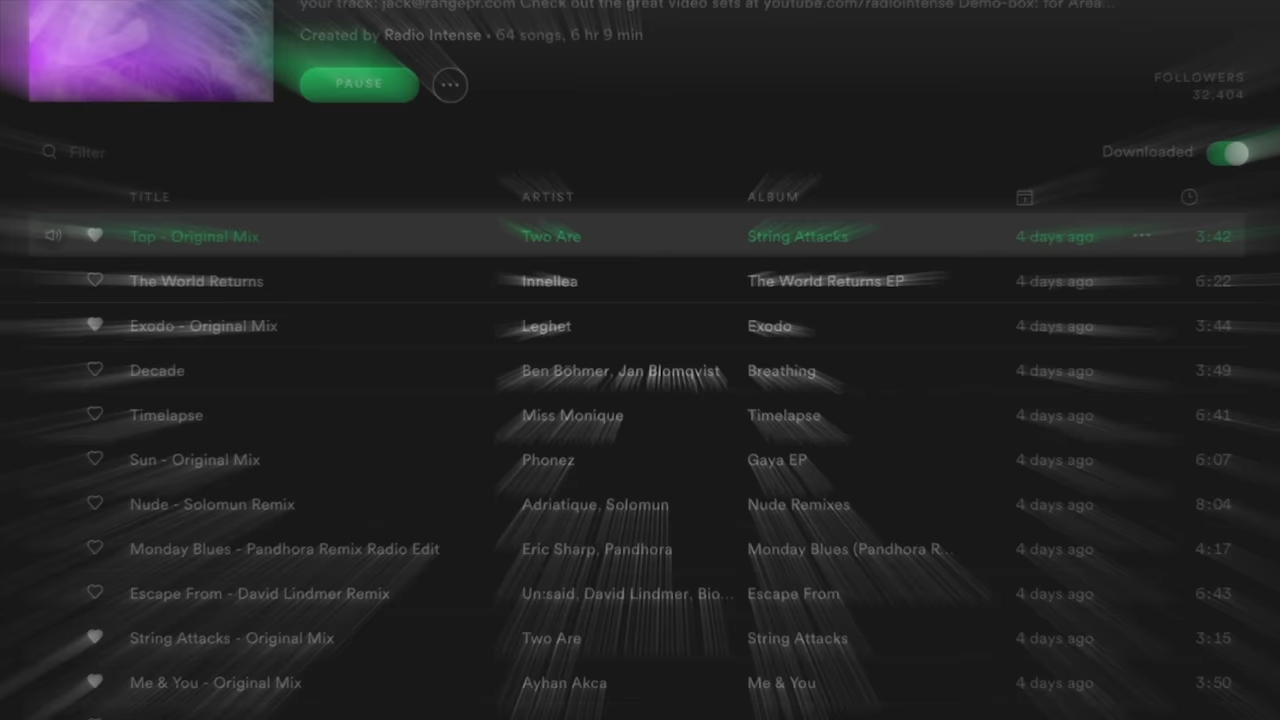 your track: jack@rangepr.com Check out the great video sets at youtube.com/radiointense Demo-box: for Area...
Created by Radio Intense • 64 songs, 6 hr 9 min
PAUSE
FOLLOWERS
32,404
Filter
Downloaded
TITLE ARTIST ALBUM
Top - Original Mix Two Are String Attacks 4 days ago 3:42
The World Returns Innellea The World Returns EP 4 days ago 6:22
Exodo - Original Mix Leghet Exodo 4 days ago 3:44
Decade Ben Böhmer, Jan Blomqvist Breathing 4 days ago 3:49
Timelapse Miss Monique Timelapse 4 days ago 6:41
Sun - Original Mix Phonez Gaya EP 4 days ago 6:07
Nude - Solomun Remix Adriatique, Solomun Nude Remixes 4 days ago 8:04
Monday Blues - Pandhora Remix Radio Edit Eric Sharp, Pandhora Monday Blues (Pandhora R... 4 days ago 4:17
Escape From - David Lindmer Remix Un:said, David Lindmer, Bio... Escape From 4 days ago 6:43
String Attacks - Original Mix Two Are String Attacks 4 days ago 3:15
Me & You - Original Mix Ayhan Akca Me & You 4 days ago 3:50